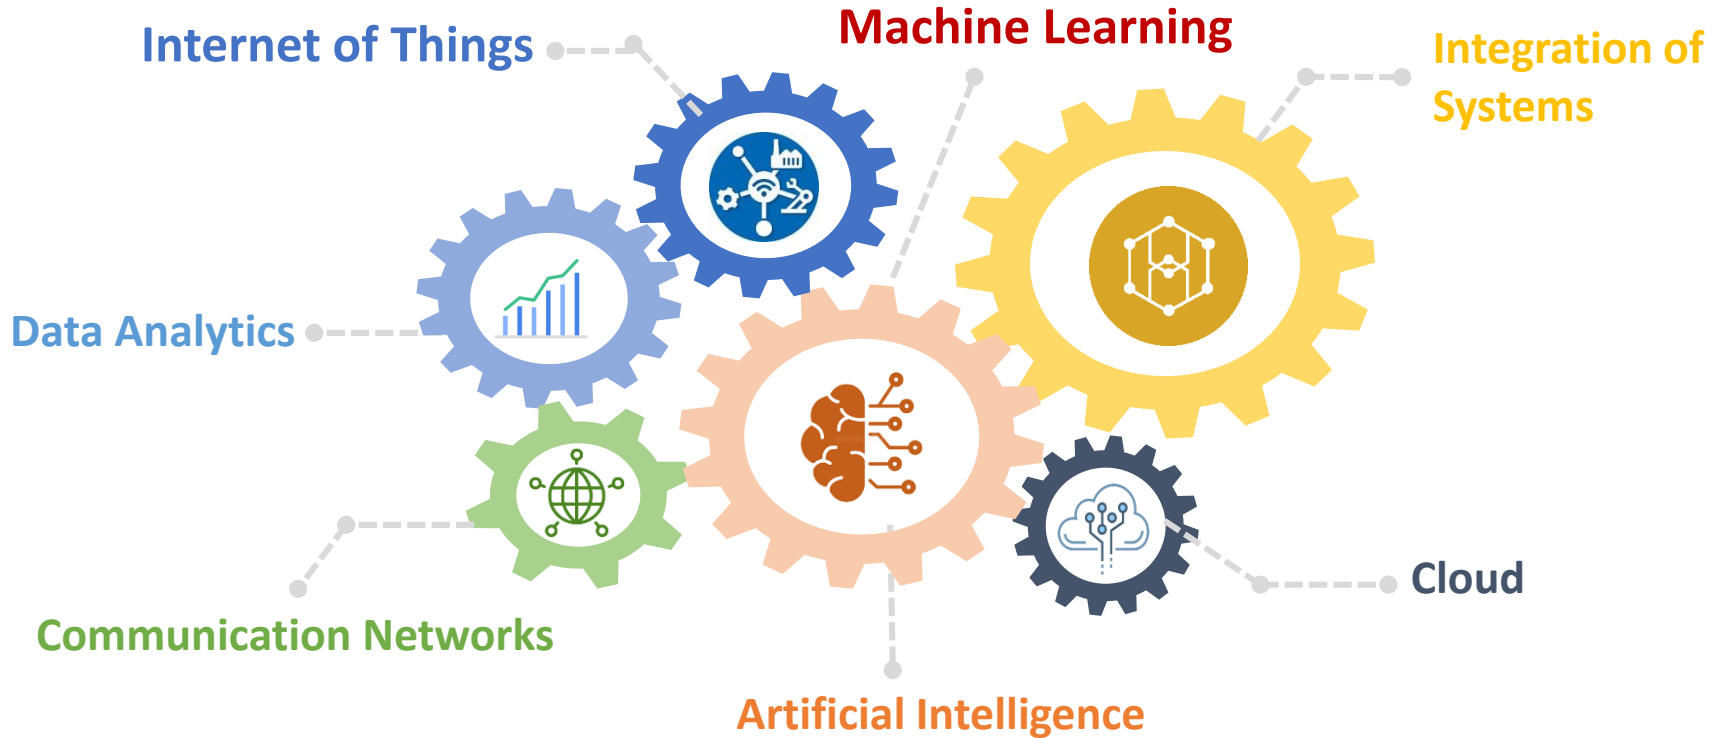 Machine Learning
Internet of Things
Integration of
Systems
Data Analytics
Cloud
Communication Networks
Artificial Intelligence